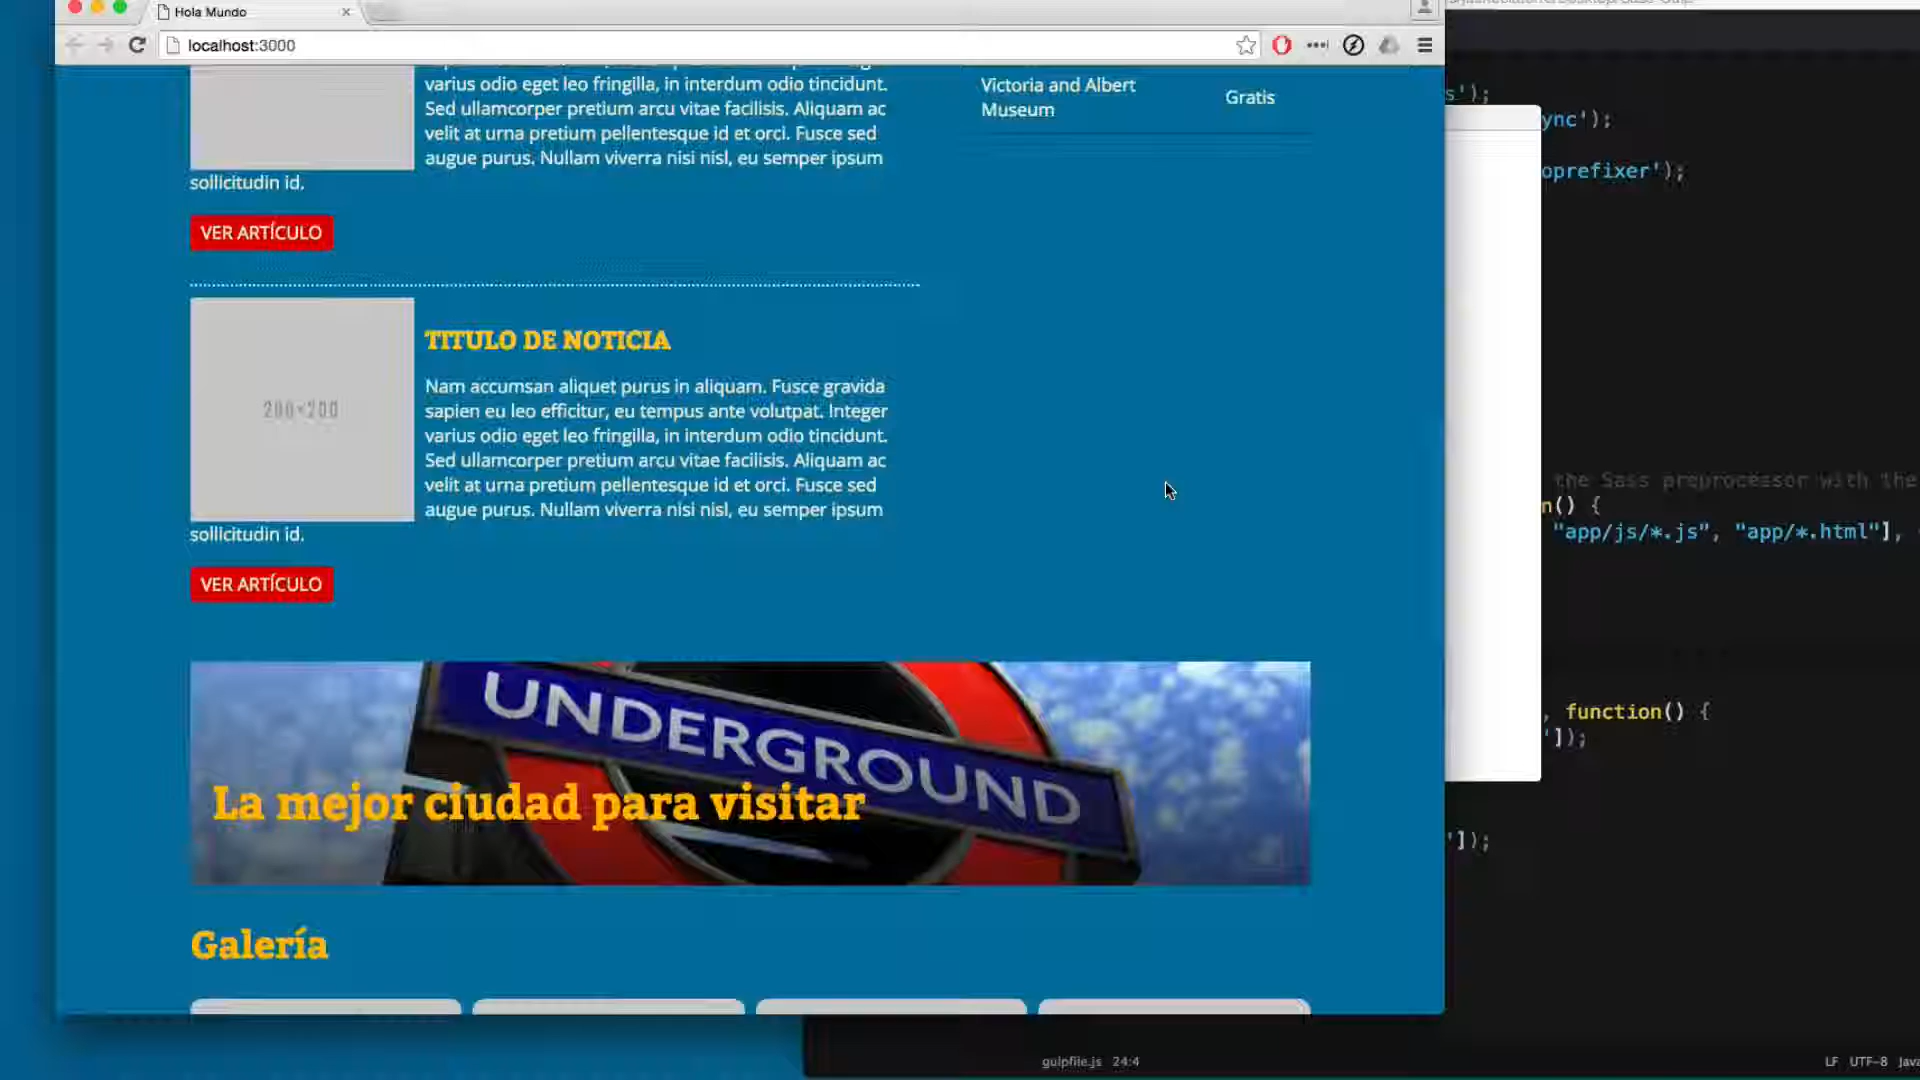 Hola Mundo
localhost:3000
varius odio eget leo fringilla, in interdum odio tincidunt.
Sed ullamcorper pretium arcu vitae facilisis. Aliquam ac
velit at urna pretium pellentesque id et orci. Fusce sed
augue purus. Nullam viverra nisi nisl, eu semper ipsum
sollicitudin id.
VER ARTÍCULO
Victoria and Albert
Museum
Gratis
200×200
TITULO DE NOTICIA
Nam accumsan aliquet purus in aliquam. Fusce gravida
sapien eu leo efficitur, eu tempus ante volutpat. Integer
varius odio eget leo fringilla, in interdum odio tincidunt.
Sed ullamcorper pretium arcu vitae facilisis. Aliquam ac
velit at urna pretium pellentesque id et orci. Fusce sed
augue purus. Nullam viverra nisi nisl, eu semper ipsum
sollicitudin id.
VER ARTÍCULO
UNDERGROUND
La mejor ciudad para visitar
Galería
s');
ync');
oprefixer');
the Sass preprocessor with the
n() {
"app/js/*.js", "app/*.html"],
, function() {
']);
']);
gulpfile.js 24:4
LF UTF-8 Java